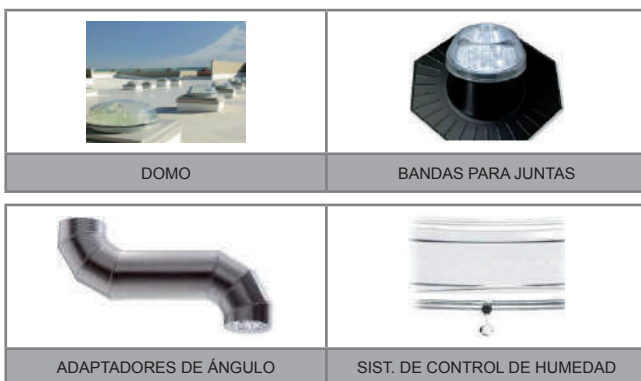 DOMO
BANDAS PARA JUNTAS
ADAPTADORES DE ÁNGULO
SIST. DE CONTROL DE HUMEDAD